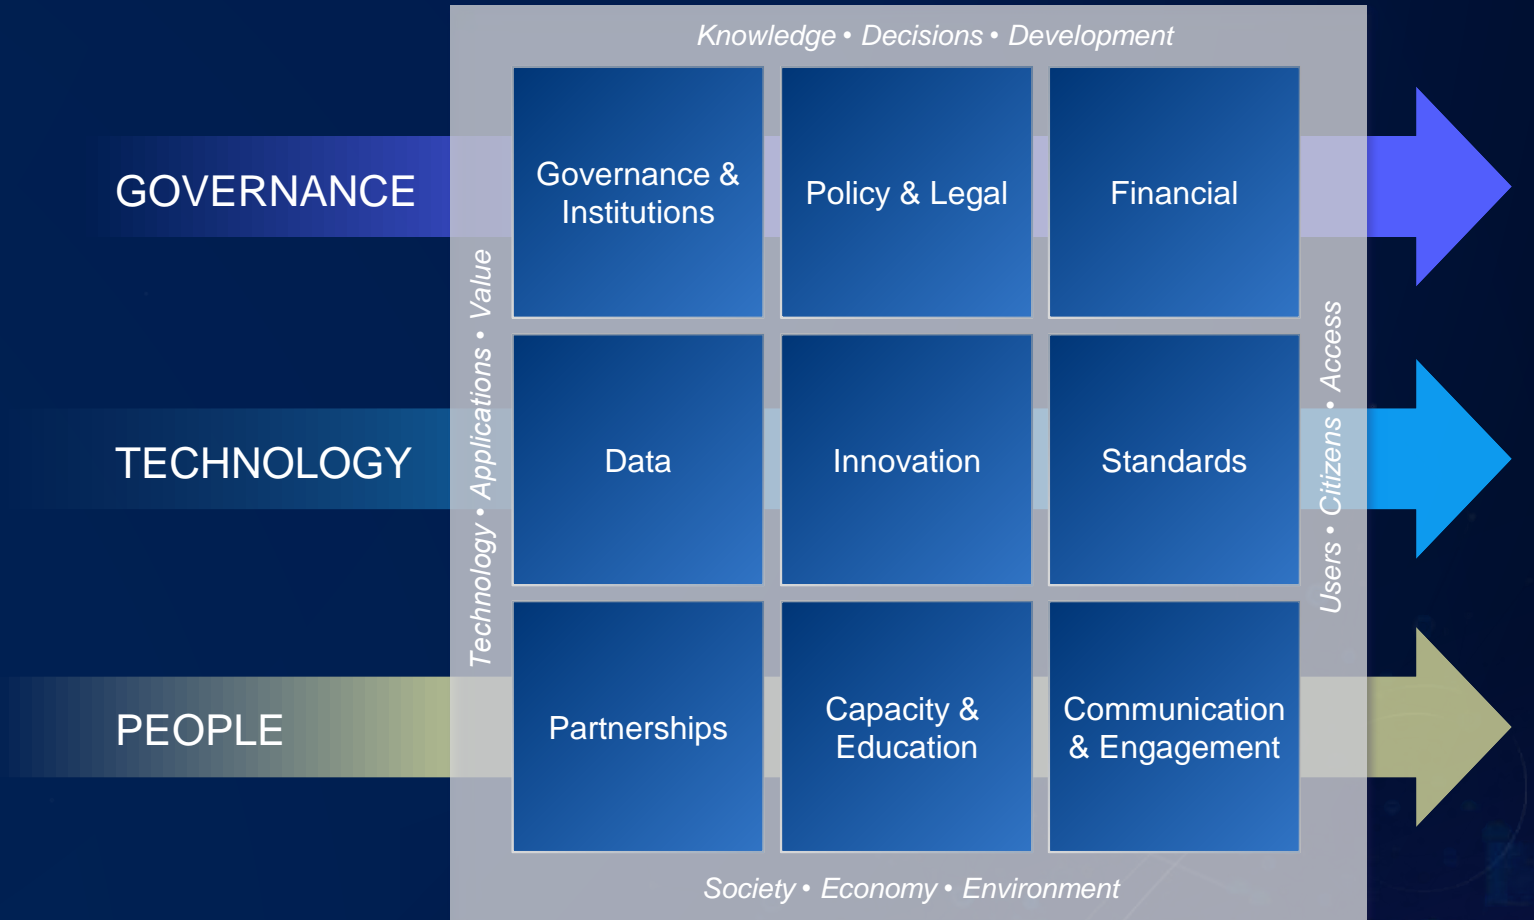 Knowledge • Decisions • Development
GOVERNANCE
Governance &
Institutions
Policy & Legal
Financial
Technology • Applications • Value
Users • Citizens • Access
TECHNOLOGY
Data
Innovation
Standards
PEOPLE
Partnerships
Capacity &
Education
Communication
& Engagement
Society • Economy • Environment